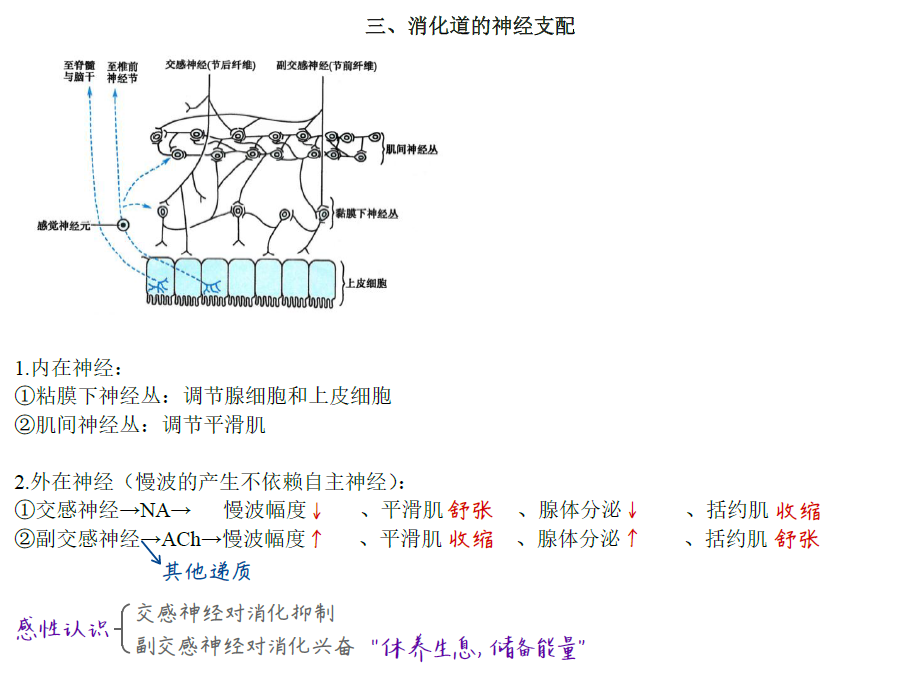 三、消化道的神经支配
至脊髓与脑干
至椎前神经节
交感神经(节后纤维)
副交感神经(节前纤维)
肌间神经丛
黏膜下神经丛
感觉神经元
上皮细胞
1.内在神经：
①粘膜下神经丛：调节腺细胞和上皮细胞
②肌间神经丛：调节平滑肌
2.外在神经（慢波的产生不依赖自主神经）：
①交感神经→NA→ 慢波幅度↓ 、平滑肌 舒张 、腺体分泌↓ 、括约肌 收缩
②副交感神经→ACh→慢波幅度↑ 、平滑肌 收缩 、腺体分泌↑ 、括约肌 舒张
其他递质
感性认识
交感神经对消化抑制
副交感神经对消化兴奋 "休养生息,储备能量"